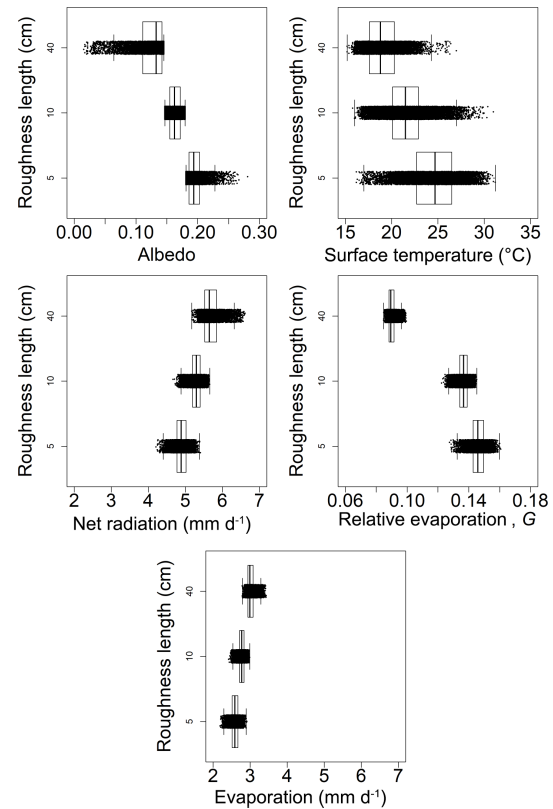 Roughness length (cm)
40
10
5
0.00 0.10 0.20 0.30
Albedo
Roughness length (cm)
40
10
5
15 20 25 30 35
Surface temperature (°C)
Roughness length (cm)
40
10
5
2 3 4 5 6 7
Net radiation (mm d-1)
Roughness length (cm)
40
10
5
0.06 0.10 0.14 0.18
Relative evaporation , G
Roughness length (cm)
40
10
5
2 3 4 5 6 7
Evaporation (mm d-1)